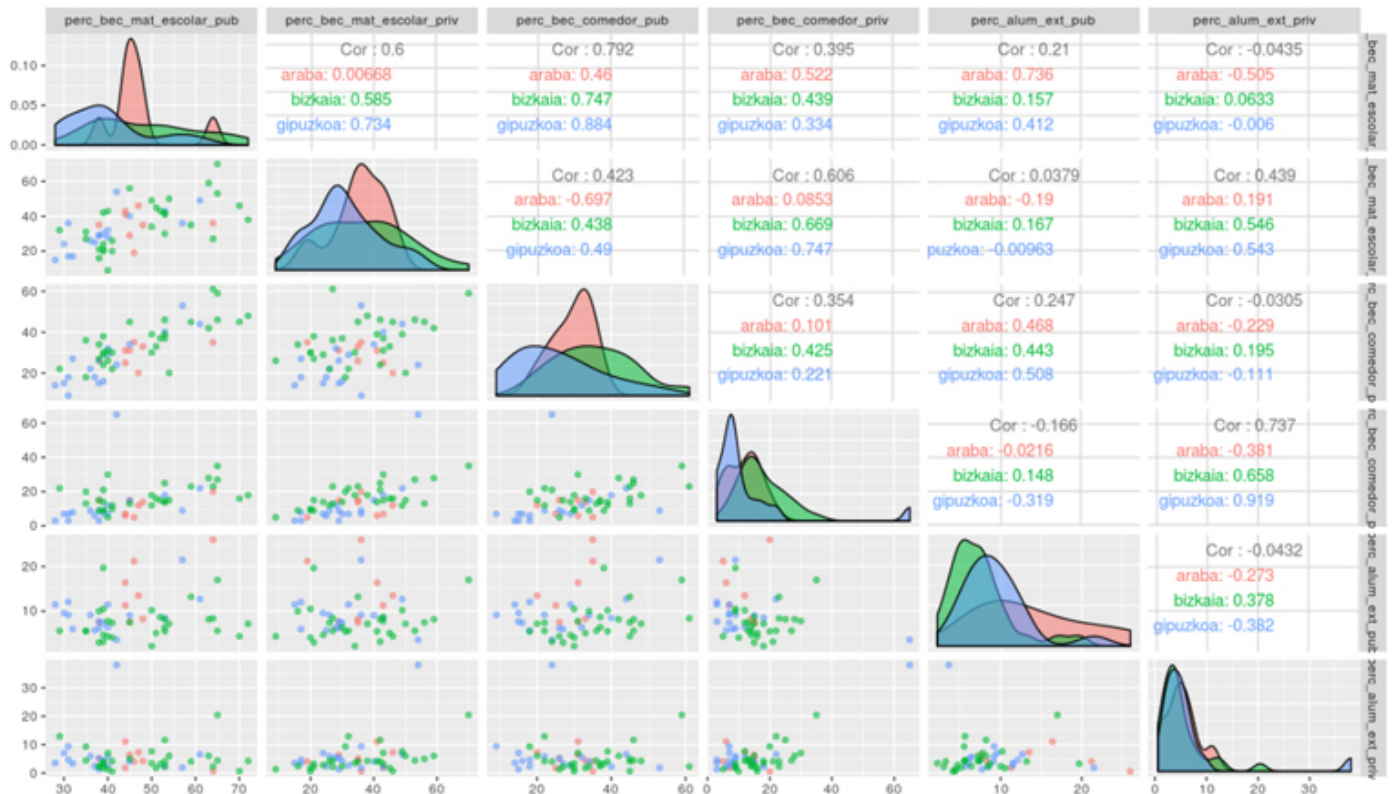 perc_bec_mat_escolar_pub perc_bec_mat_escolar_priv perc_bec_comedor_pub perc_bec_comedor_priv perc_alum_ext_pub perc_alum_ext_priv
0.10
0.05
0.00
Cor : 0.6
araba: 0.00668
bizkaia: 0.585
gipuzkoa: 0.734
Cor : 0.792
araba: 0.46
bizkaia: 0.747
gipuzkoa: 0.884
Cor : 0.395
araba: 0.522
bizkaia: 0.439
gipuzkoa: 0.334
Cor : 0.21
araba: 0.736
bizkaia: 0.157
gipuzkoa: 0.412
Cor : -0.0435
araba: -0.505
bizkaia: 0.0633
gipuzkoa: -0.006
_bec_mat_escolar_
60
40
20
Cor : 0.423
araba: -0.697
bizkaia: 0.438
gipuzkoa: 0.49
Cor : 0.606
araba: 0.0853
bizkaia: 0.669
gipuzkoa: 0.747
Cor : 0.0379
araba: -0.19
bizkaia: 0.167
puzkoa: -0.00963
Cor : 0.439
araba: 0.191
bizkaia: 0.546
gipuzkoa: 0.543
_bec_mat_escolar_
60
40
20
Cor : 0.354
araba: 0.101
bizkaia: 0.425
gipuzkoa: 0.221
Cor : 0.247
araba: 0.468
bizkaia: 0.443
gipuzkoa: 0.508
Cor : -0.0305
araba: -0.229
bizkaia: 0.195
gipuzkoa: -0.111
rc_bec_comedor_p
60
40
20
0
Cor : -0.166
araba: -0.0216
bizkaia: 0.148
gipuzkoa: -0.319
Cor : 0.737
araba: -0.381
bizkaia: 0.658
gipuzkoa: 0.919
rc_bec_comedor_p
20
10
Cor : -0.0432
araba: -0.273
bizkaia: 0.378
gipuzkoa: -0.382
perc_alum_ext_pub
30
20
10
0
perc_alum_ext_priv
30 40 50 60 70 20 40 60 20 40 60 0 20 40 60 10 20 0 10 20 30